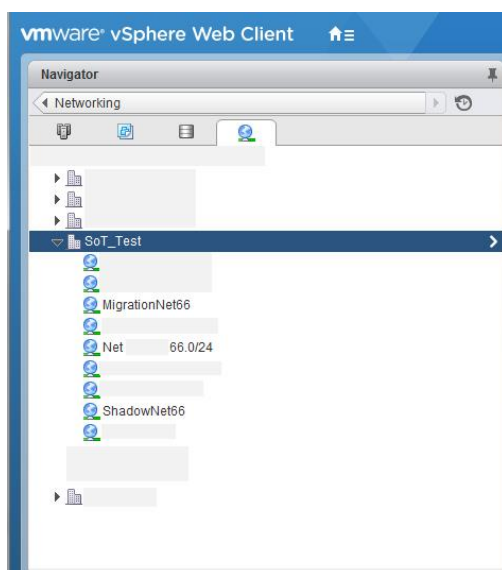 vmware® vSphere Web Client
Navigator
Networking
SoT_Test
MigrationNet66
Net 66.0/24
ShadowNet66